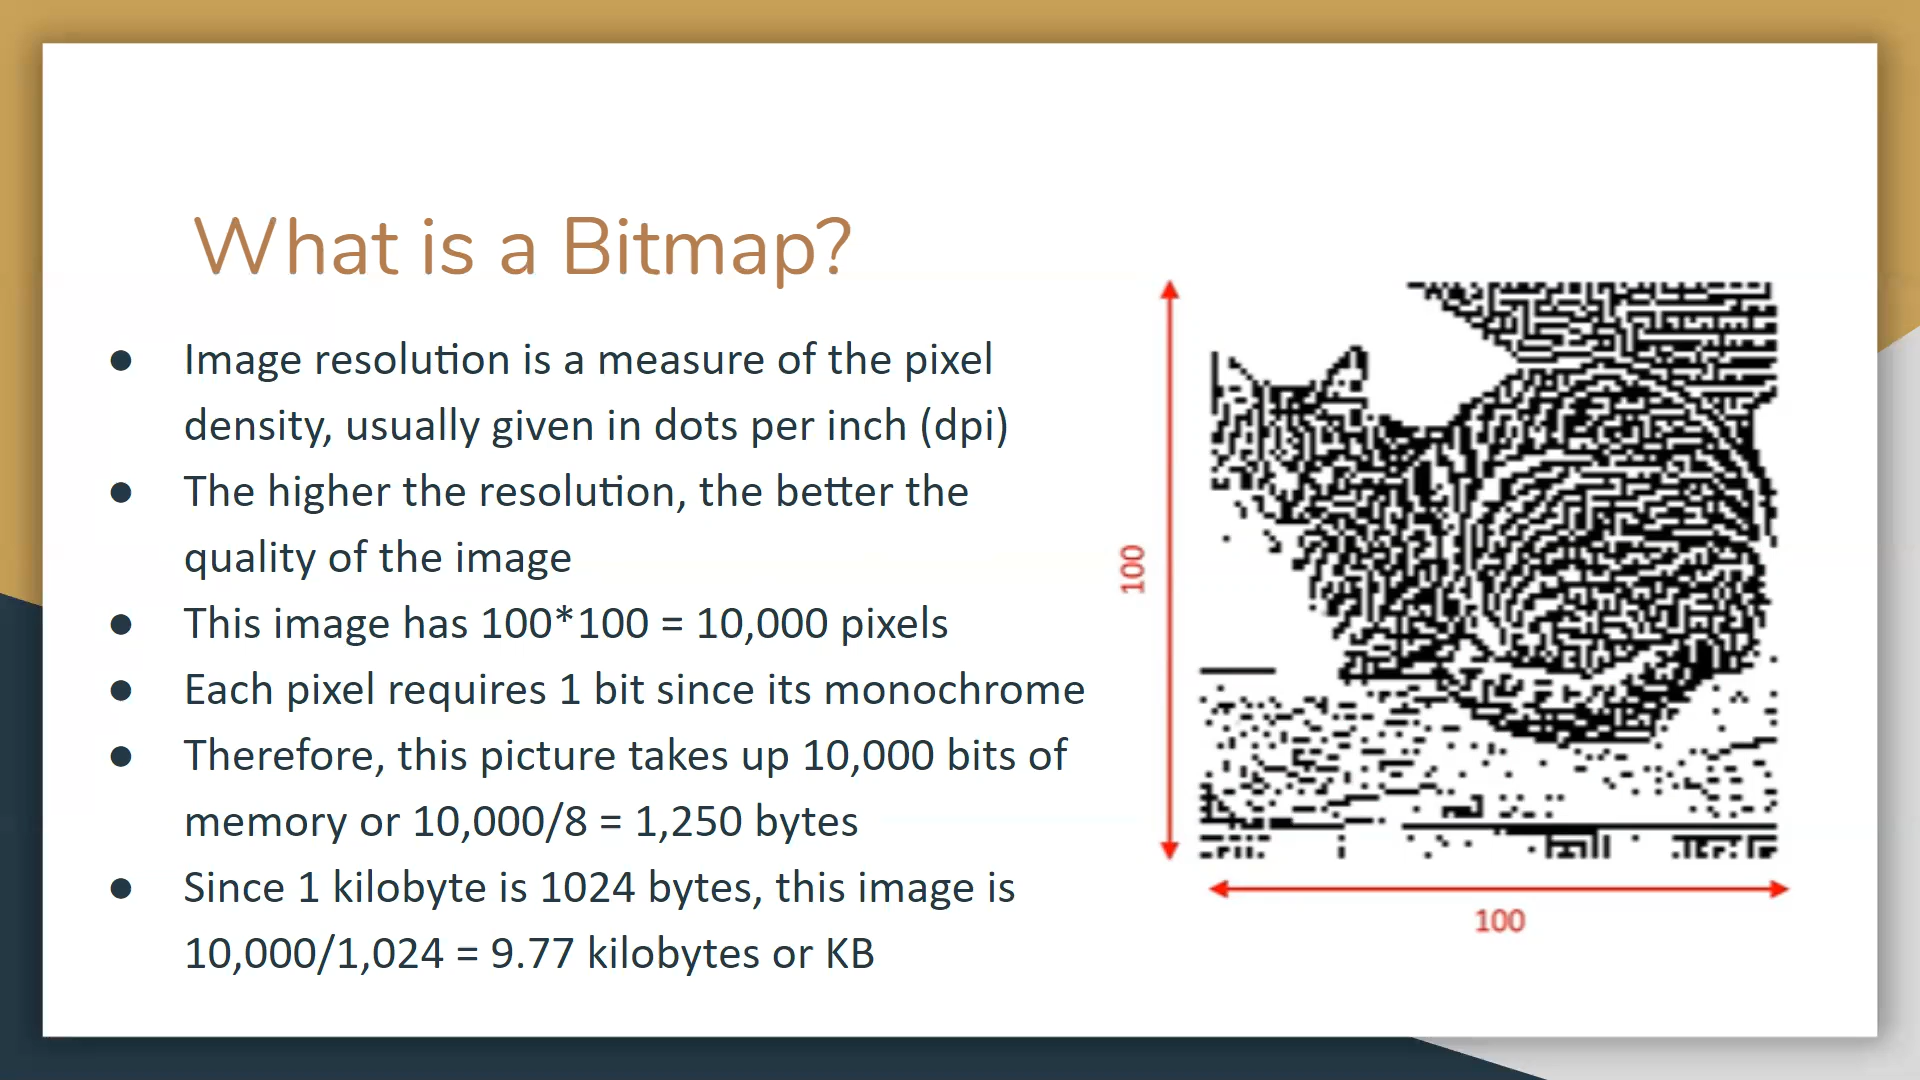 What is a Bitmap?
● Image resolution is a measure of the pixel
density, usually given in dots per inch (dpi)
● The higher the resolution, the better the
quality of the image
● This image has 100*100 = 10,000 pixels
● Each pixel requires 1 bit since its monochrome
● Therefore, this picture takes up 10,000 bits of
memory or 10,000/8 = 1,250 bytes
● Since 1 kilobyte is 1024 bytes, this image is
10,000/1,024 = 9.77 kilobytes or KB
100
100